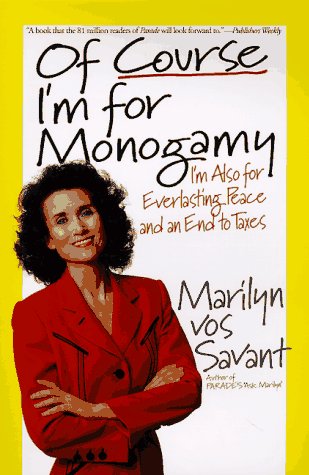 "A book that the 81 million readers of Parade will look forward to."—Publishers Weekly
Of Course
I'm for
Monogamy
I'm Also for
Everlasting Peace
and an End to Taxes
Marilyn
vos
Savant
Author of
PARADE'S "Ask Marilyn"